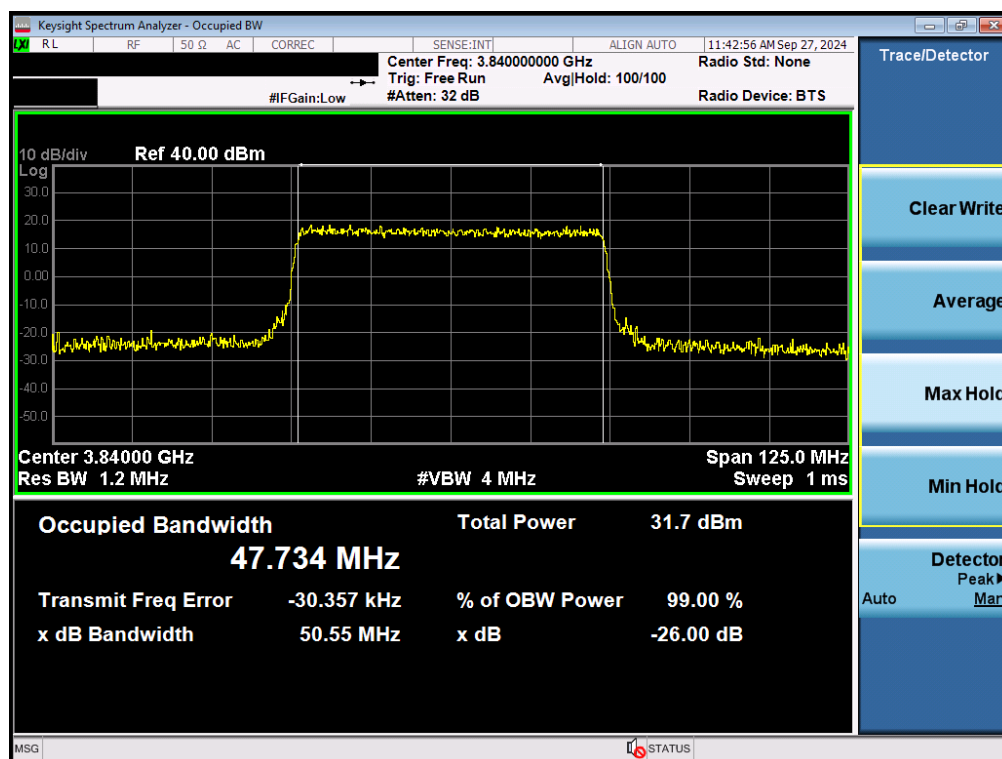 Keysight Spectrum Analyzer - Occupied BW
LXI RL RF 50 Ω AC CORREC SENSE:INT ALIGN AUTO 11:42:56 AM Sep 27, 2024
Center Freq: 3.840000000 GHz Radio Std: None
Trig: Free Run Avg|Hold: 100/100
#IFGain:Low #Atten: 32 dB Radio Device: BTS
Trace/Detector
10 dB/div Ref 40.00 dBm
Log
30.0
20.0
10.0
0.00
-10.0
-20.0
-30.0
-40.0
-50.0
Center 3.84000 GHz Span 125.0 MHz
Res BW 1.2 MHz #VBW 4 MHz Sweep 1 ms
Occupied Bandwidth Total Power 31.7 dBm
47.734 MHz
Transmit Freq Error -30.357 kHz % of OBW Power 99.00 %
x dB Bandwidth 50.55 MHz x dB -26.00 dB
Clear Write
Average
Max Hold
Min Hold
Detector
Peak▶
Auto Man
MSG STATUS